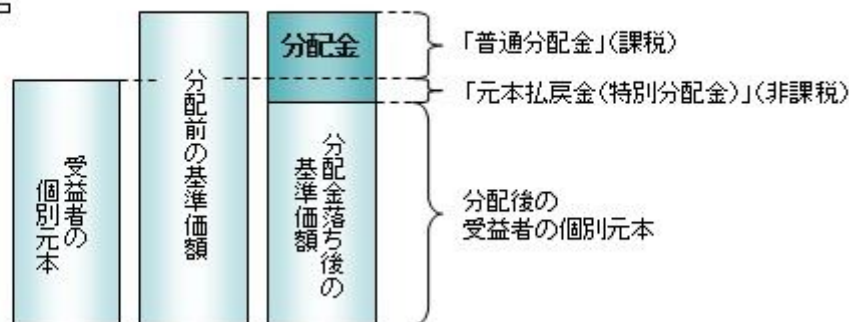 受益者の
個別元本
分配前の基準価額
分配金
分配金落ち後の
基準価額
「普通分配金」(課税)
「元本払戻金(特別分配金)」(非課税)
分配後の
受益者の個別元本